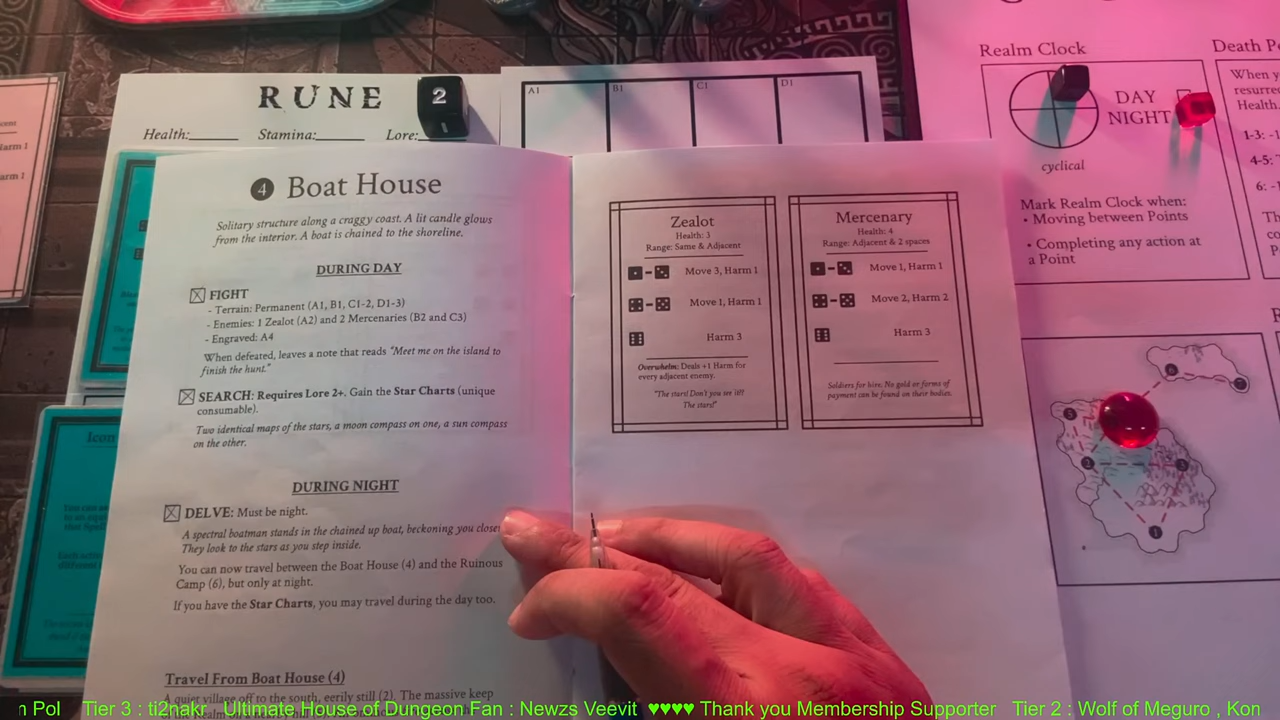 RUNE
2
Health:______ Stamina:______ Lore:
A1
B1
C1
D1
Realm Clock
DAY
NIGHT
cyclical
Mark Realm Clock when:
• Moving between Points
• Completing any action at
a Point
When y
resurrec
Health.
1-3: -1
6: -
Harm 1
Harm 1
4 Boat House
Solitary structure along a craggy coast. A lit candle glows
from the interior. A boat is chained to the shoreline.
DURING DAY
FIGHT
- Terrain: Permanent (A1, B1, C1-2, D1-3)
- Enemies: 1 Zealot (A2) and 2 Mercenaries (B2 and C3)
- Engraved: A4
When defeated, leaves a note that reads "Meet me on the island to
finish the hunt."
SEARCH: Requires Lore 2+. Gain the Star Charts (unique
consumable).
Two identical maps of the stars, a moon compass on one, a sun compass
on the other.
DURING NIGHT
DELVE: Must be night.
A spectral boatman stands in the chained up boat, beckoning you closer
They look to the stars as you step inside.
You can now travel between the Boat House (4) and the Ruinous
Camp (6), but only at night.
If you have the Star Charts, you may travel during the day too.
Travel From Boat House (4)
A quiet village off to the south, eerily still (2). The massive keep
Zealot
Health: 3
Range: Same & Adjacent
Move 3, Harm 1
Move 1, Harm 1
Harm 3
Overwhelm: Deals +1 Harm for
every adjacent enemy.
"The stars! Don't you see it?!
The stars!"
Mercenary
Health: 4
Range: Adjacent & 2 spaces
Move 1, Harm 1
Move 2, Harm 2
Harm 3
Soldiers for hire. No gold or forms of
payment can be found on their bodies.
n Pol Tier 3 : ti2nakr , Ultimate House of Dungeon Fan : Newzs Veevit ♥♥♥♥ Thank you Membership Supporter Tier 2 : Wolf of Meguro , Kon